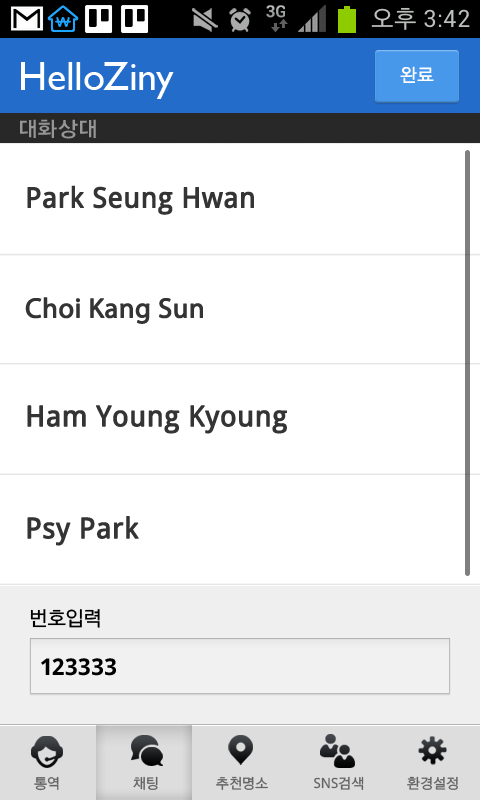 3G 오후 3:42
HelloZiny
완료
대화상대
Park Seung Hwan
Choi Kang Sun
Ham Young Kyoung
Psy Park
번호입력
123333
통역 채팅 추천명소 SNS검색 환경설정